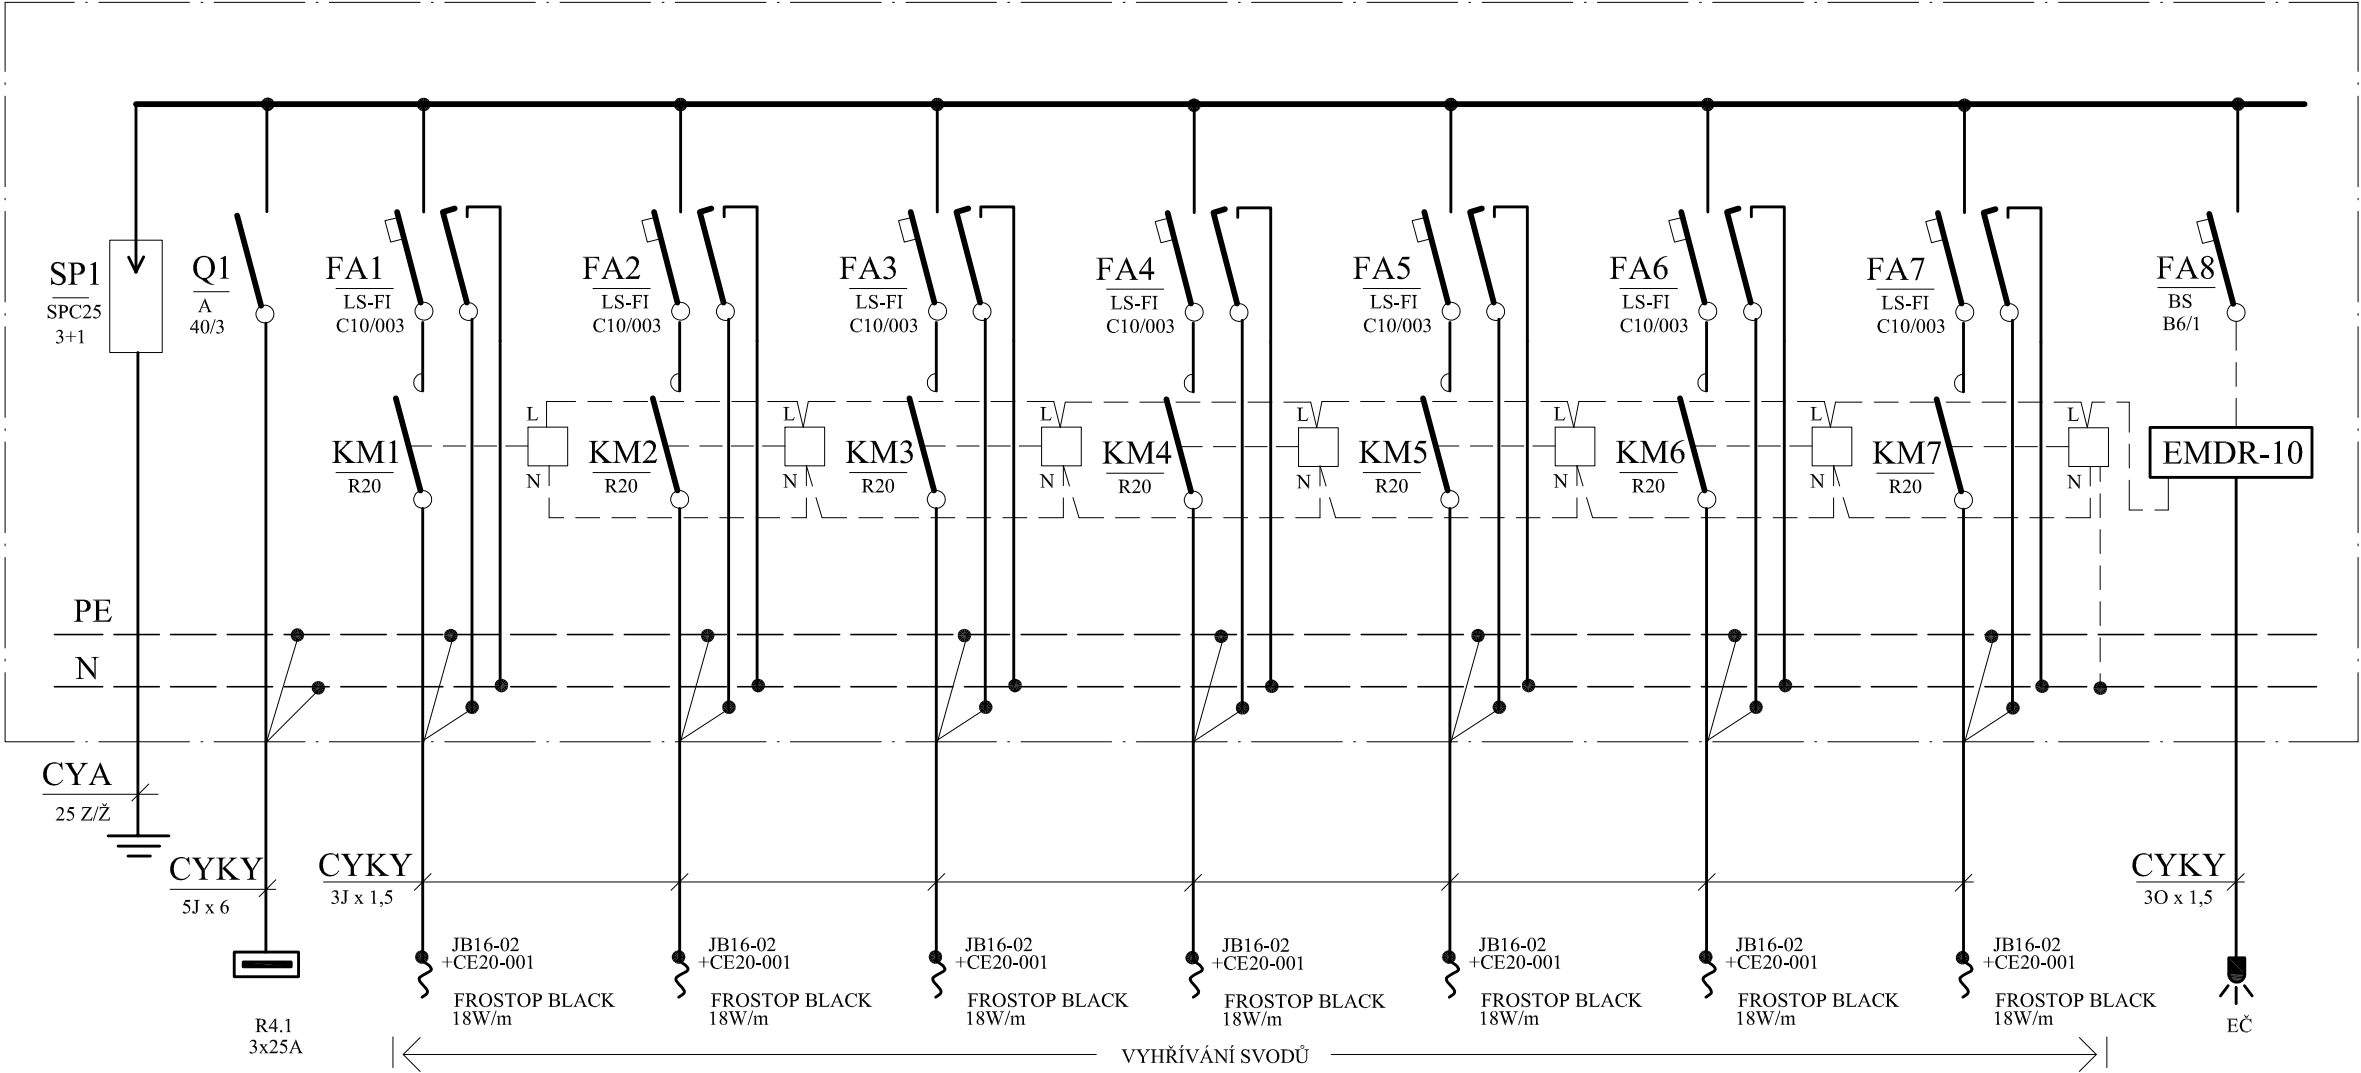 SP1
SPC25
3+1
Q1
A
40/3
FA1
LS-FI
C10/003
FA2
LS-FI
C10/003
FA3
LS-FI
C10/003
FA4
LS-FI
C10/003
FA5
LS-FI
C10/003
FA6
LS-FI
C10/003
FA7
LS-FI
C10/003
FA8
BS
B6/1
KM1
R20
L
N
KM2
R20
L
N
KM3
R20
L
N
KM4
R20
L
N
KM5
R20
L
N
KM6
R20
L
N
KM7
R20
L
N
EMDR-10
PE
N
CYA
25 Z/Ž
CYKY
5J x 6
CYKY
3J x 1,5
CYKY
3O x 1,5
R4.1
3x25A
JB16-02
+CE20-001
FROSTOP BLACK
18W/m
JB16-02
+CE20-001
FROSTOP BLACK
18W/m
JB16-02
+CE20-001
FROSTOP BLACK
18W/m
JB16-02
+CE20-001
FROSTOP BLACK
18W/m
JB16-02
+CE20-001
FROSTOP BLACK
18W/m
JB16-02
+CE20-001
FROSTOP BLACK
18W/m
JB16-02
+CE20-001
FROSTOP BLACK
18W/m
EČ
VYHŘÍVÁNÍ SVODŮ